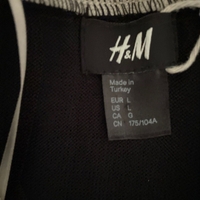 H&M
Made in
Turkey
EUR L
US L
CA G
CN 175/104A